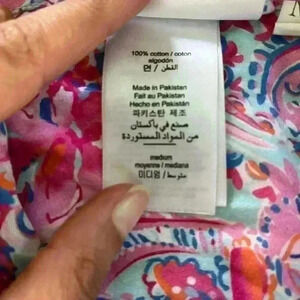 100% cotton / coton
algodón
면 / القطن
Made in Pakistan
Fait au Pakistan
Hecho en Pakistán
파키스탄 제조
صنع في باكستان
من المواد المستوردة
medium
moyenne / mediana
미디엄 / متوسط